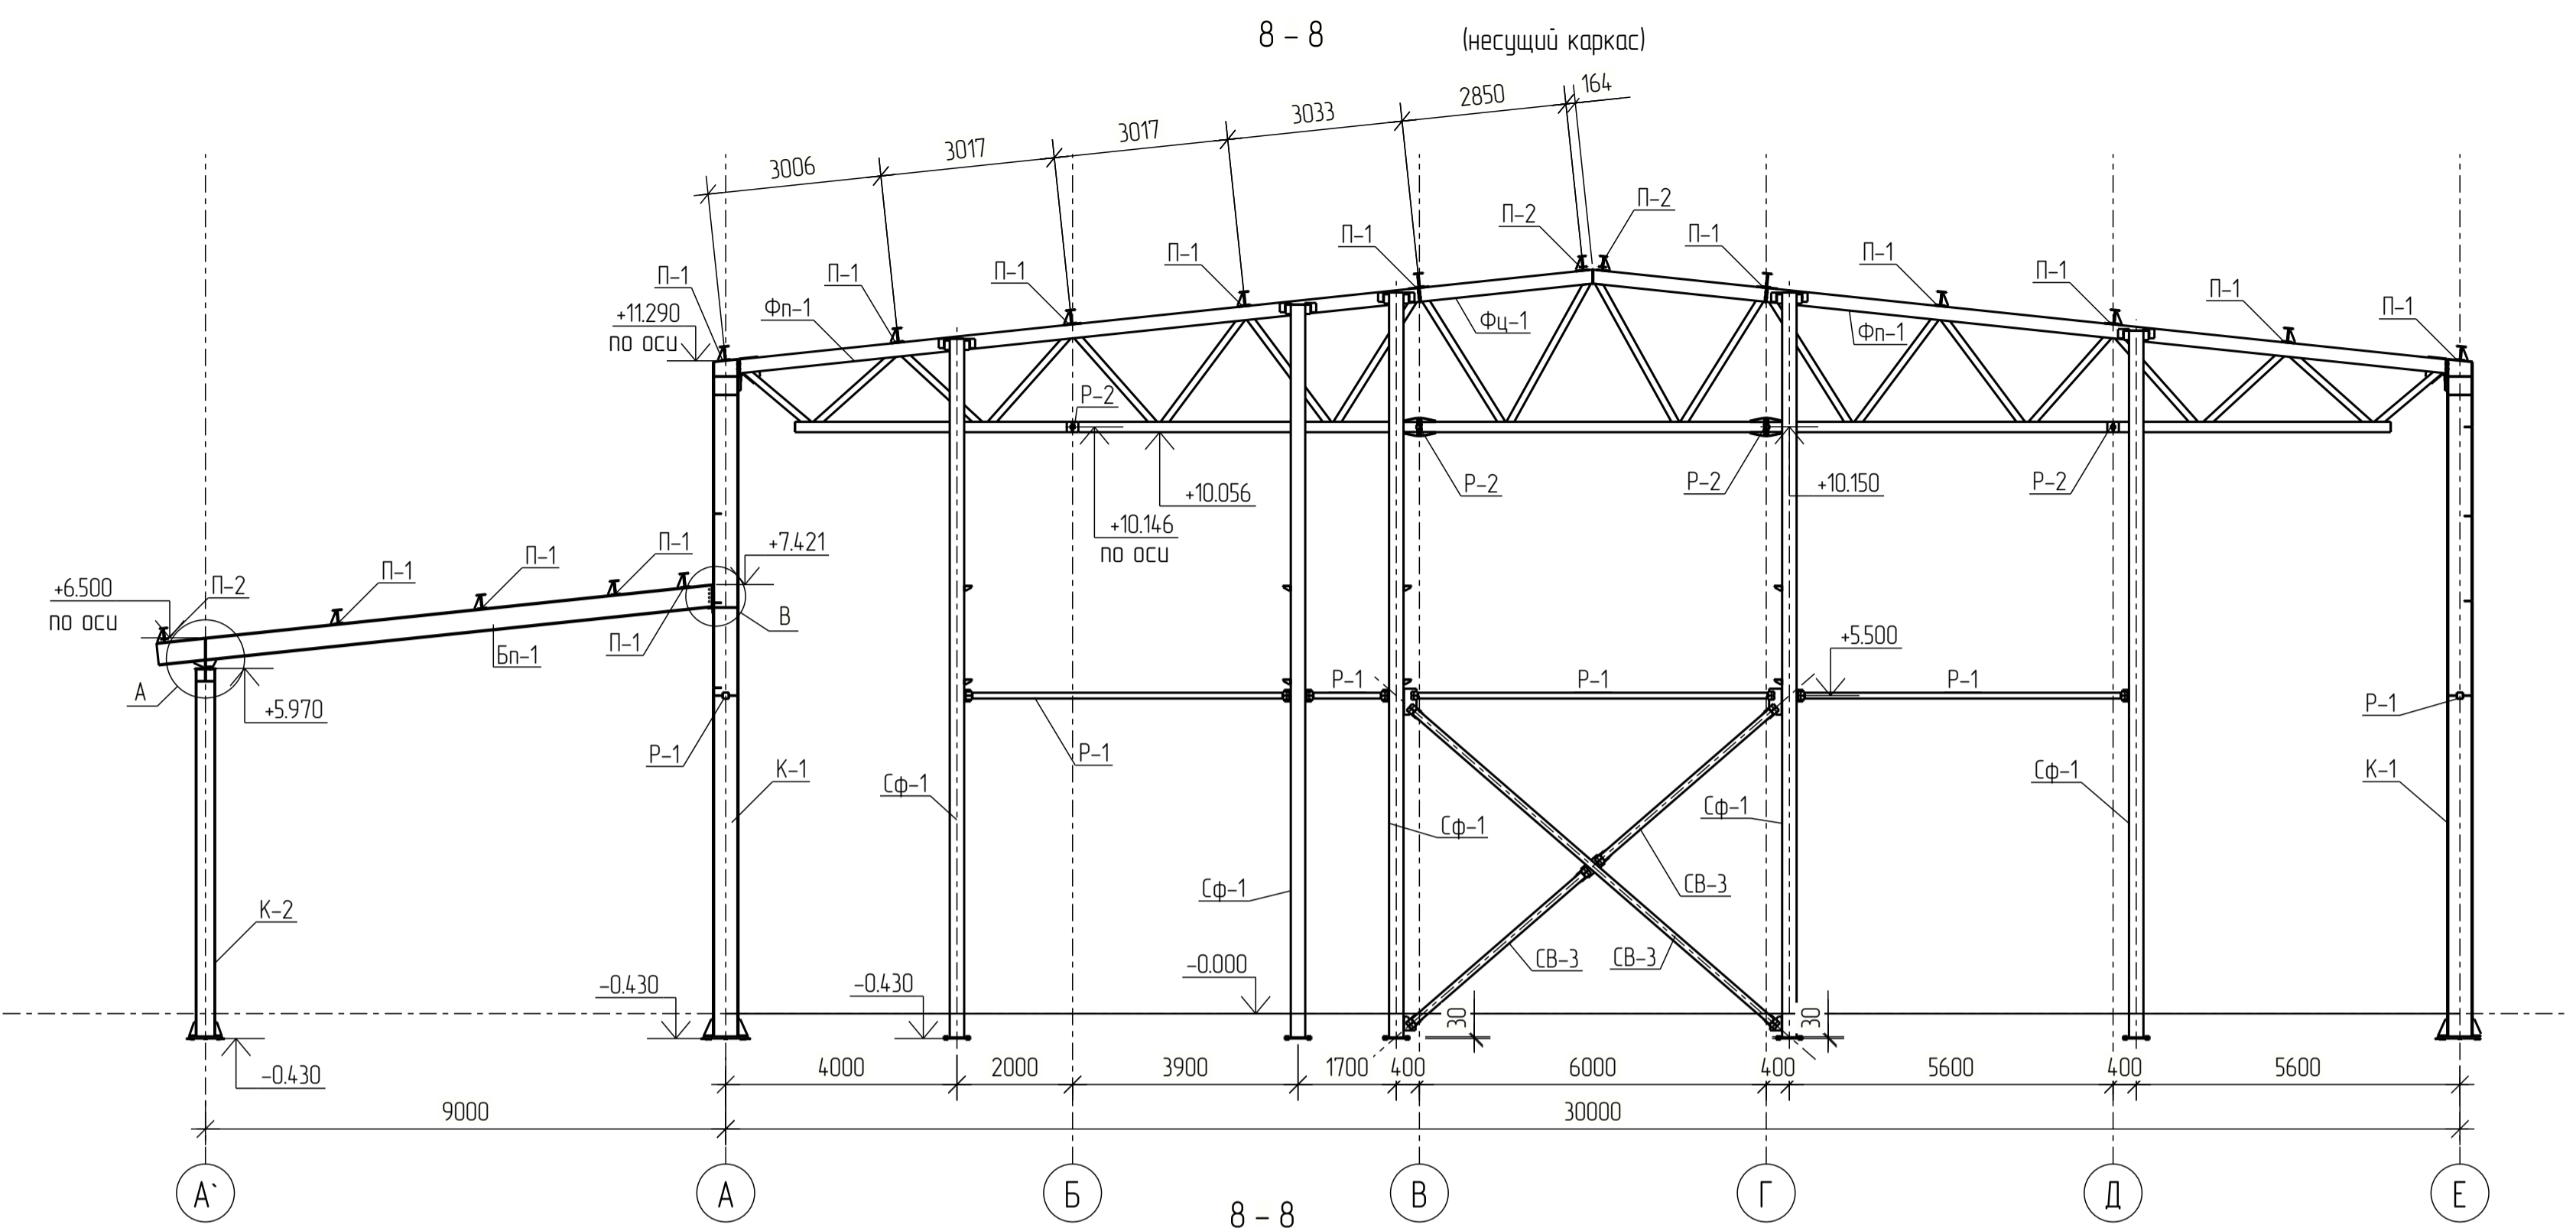 8 – 8 (несущий каркас)
164
2850
3033
3017
3017
3006
П–2
П–2
П–1
П–1
П–1
П–1
П–1
П–1
П–1
П–1
П–1
П–1
+11.290
по оси
Фп–1
Фц–1
Фп–1
Р–2
Р–2
Р–2
Р–2
+10.056
+10.150
+10.146
по оси
+7.421
П–1
П–1
П–1
П–2
+6.500
по оси
В
П–1
Бп–1
А
+5.970
+5.500
Р–1
Р–1
Р–1
Р–1
Р–1
Р–1
К–1
Сф–1
Сф–1
Сф–1
Сф–1
К–1
Сф–1
СВ–3
К–2
СВ–3
СВ–3
–0.000
–0.430
–0.430
–0.430
30
30
4000
2000
3900
1700
400
6000
400
5600
400
5600
9000
30000
А`
А
Б
В
Г
Д
Е
8 – 8